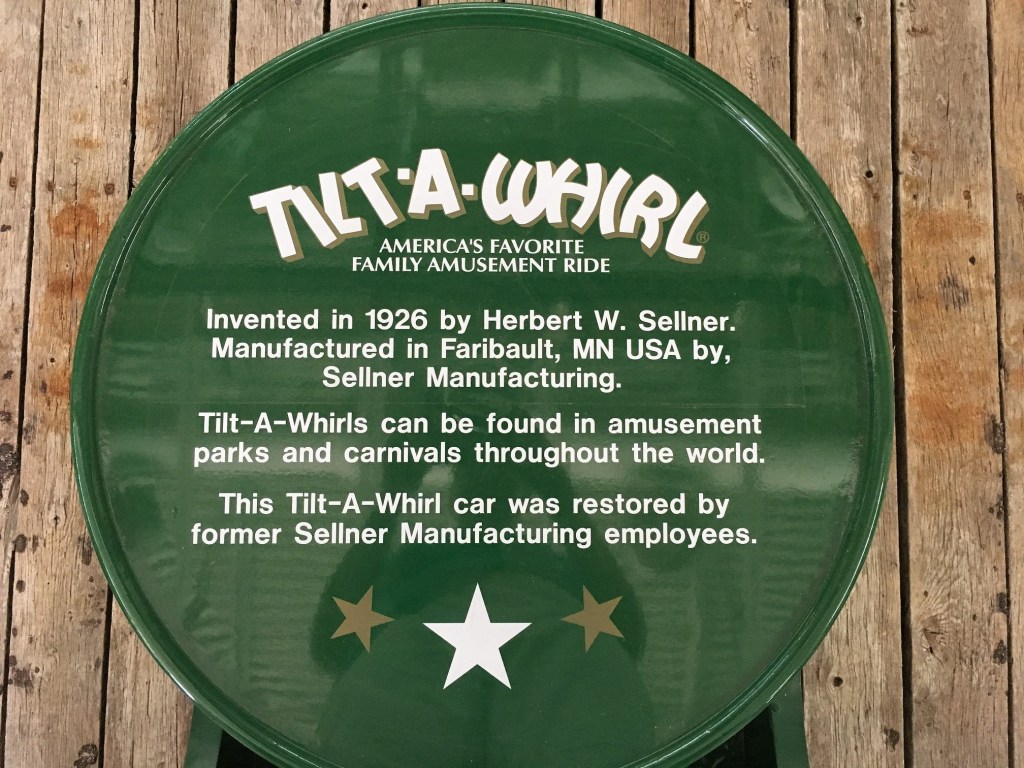 TILT-A-WHIRL®
AMERICA'S FAVORITE
FAMILY AMUSEMENT RIDE
Invented in 1926 by Herbert W. Sellner.
Manufactured in Faribault, MN USA by,
Sellner Manufacturing.
Tilt-A-Whirls can be found in amusement
parks and carnivals throughout the world.
This Tilt-A-Whirl car was restored by
former Sellner Manufacturing employees.